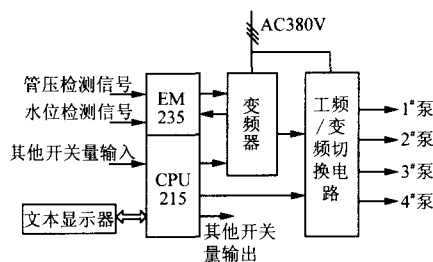 AC380V
管压检测信号
水位检测信号
其他开关量输入
EM
235
CPU
215
变
频
器
工频
/变
频切
换电
路
1#泵
2#泵
3#泵
4#泵
文本显示器
其他开关
量输出